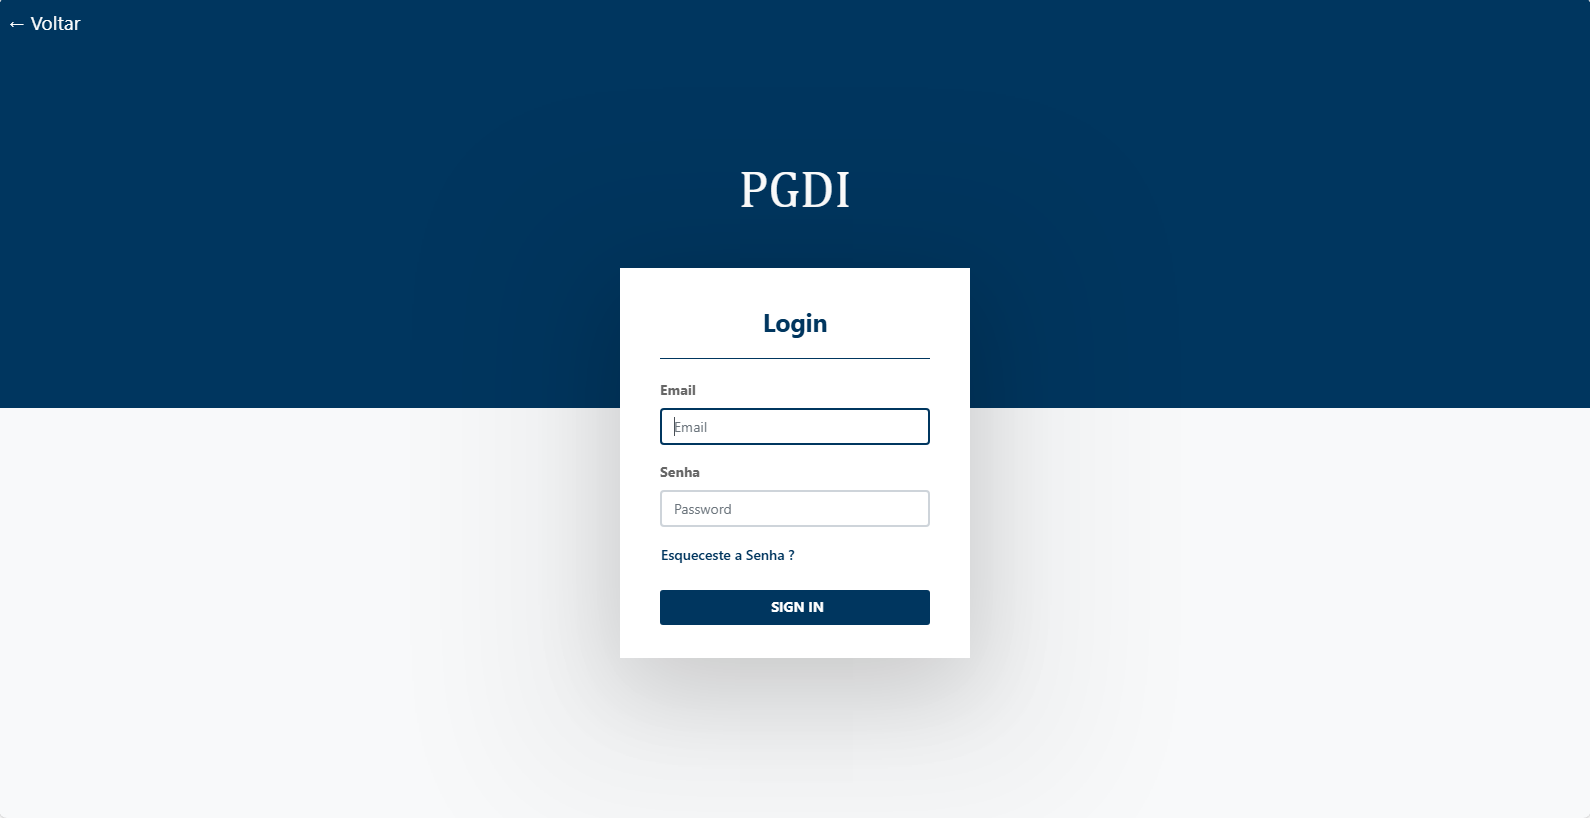 ← Voltar
PGDI
Login
Email
Email
Senha
Password
Esqueceste a Senha ?
SIGN IN